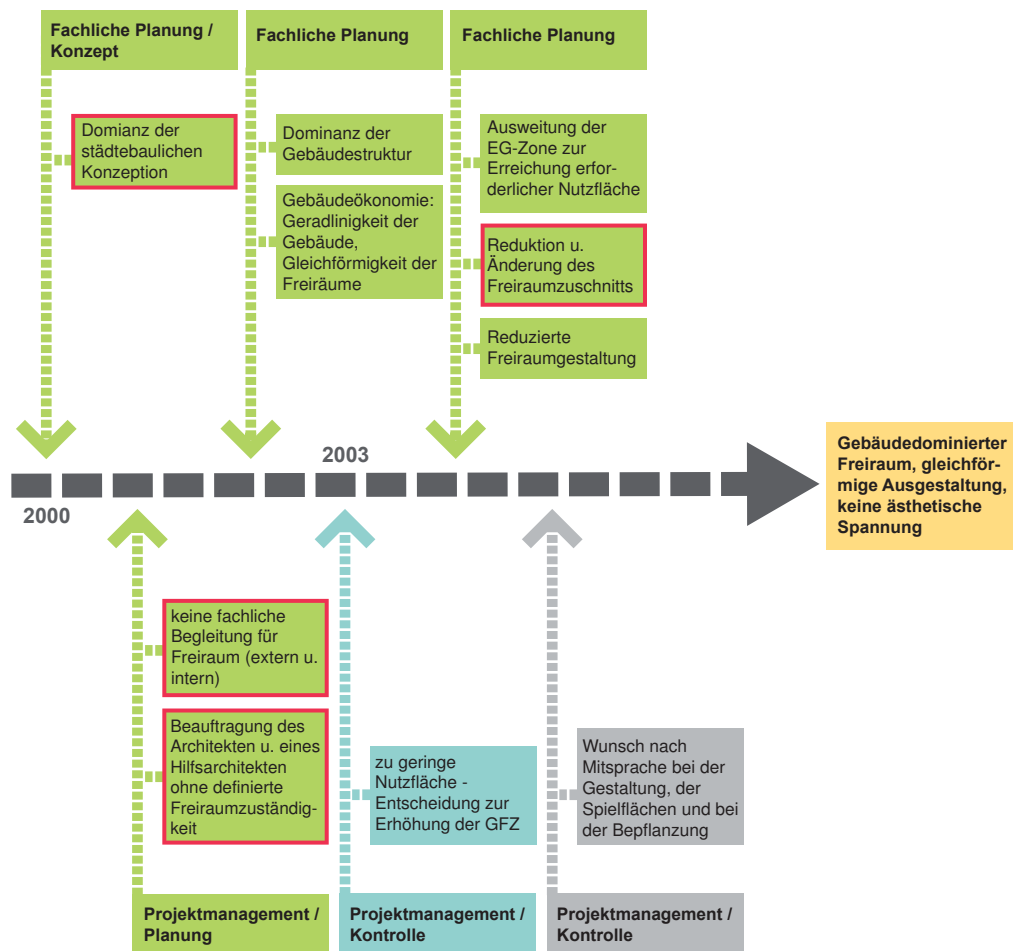 Fachliche Planung /
Konzept
Domianz der
städtebaulichen
Konzeption
Fachliche Planung
Dominanz der
Gebäudestruktur
Gebäudeökonomie:
Geradlinigkeit der
Gebäude,
Gleichförmigkeit der
Freiräume
Fachliche Planung
Ausweitung der
EG-Zone zur
Erreichung erfor-
derlicher Nutzfläche
Reduktion u.
Änderung des
Freiraumzuschnitts
Reduzierte
Freiraumgestaltung
2000
2003
Gebäudedominierter
Freiraum, gleichför-
mige Ausgestaltung,
keine ästhetische
Spannung
keine fachliche
Begleitung für
Freiraum (extern u.
intern)
Beauftragung des
Architekten u. eines
Hilfsarchitekten
ohne definierte
Freiraumzuständig-
keit
Projektmanagement /
Planung
zu geringe
Nutzfläche -
Entscheidung zur
Erhöhung der GFZ
Projektmanagement /
Kontrolle
Wunsch nach
Mitsprache bei der
Gestaltung, der
Spielflächen und bei
der Bepflanzung
Projektmanagement /
Kontrolle